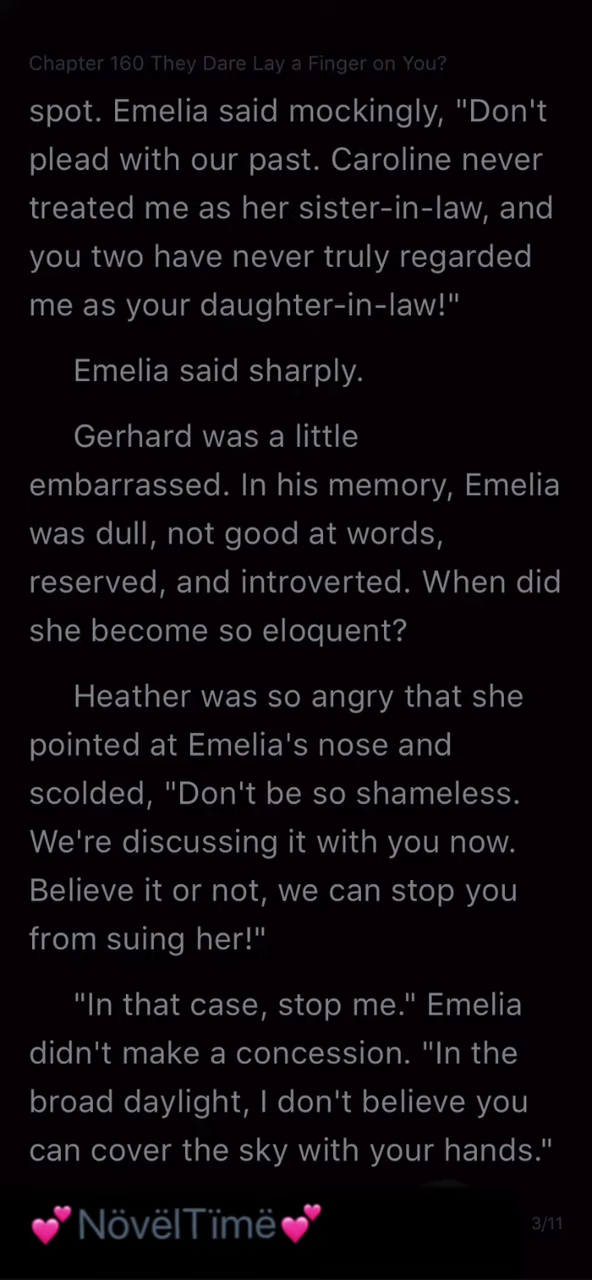 Chapter 160 They Dare Lay a Finger on You?
spot. Emelia said mockingly, "Don't
plead with our past. Caroline never
treated me as her sister-in-law, and
you two have never truly regarded
me as your daughter-in-law!"
Emelia said sharply.
Gerhard was a little
embarrassed. In his memory, Emelia
was dull, not good at words,
reserved, and introverted. When did
she become so eloquent?
Heather was so angry that she
pointed at Emelia's nose and
scolded, "Don't be so shameless.
We're discussing it with you now.
Believe it or not, we can stop you
from suing her!"
"In that case, stop me." Emelia
didn't make a concession. "In the
broad daylight, I don't believe you
can cover the sky with your hands."
💕NövëlTïmë💕
3/11